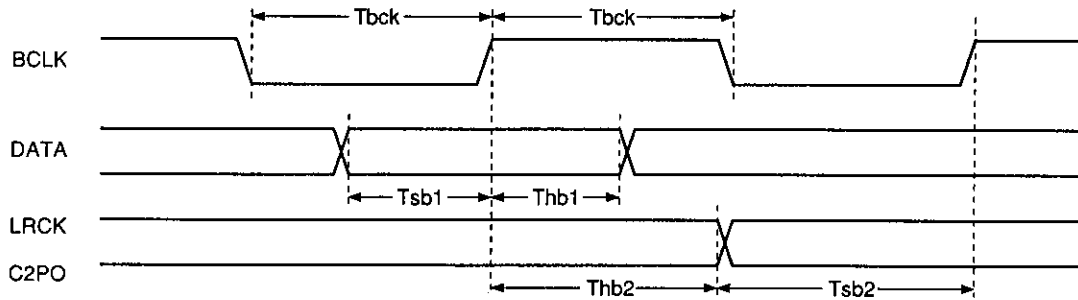 Tbck Tbck
BCLK
DATA
Tsb1 Thb1
LRCK
C2PO
Thb2 Tsb2